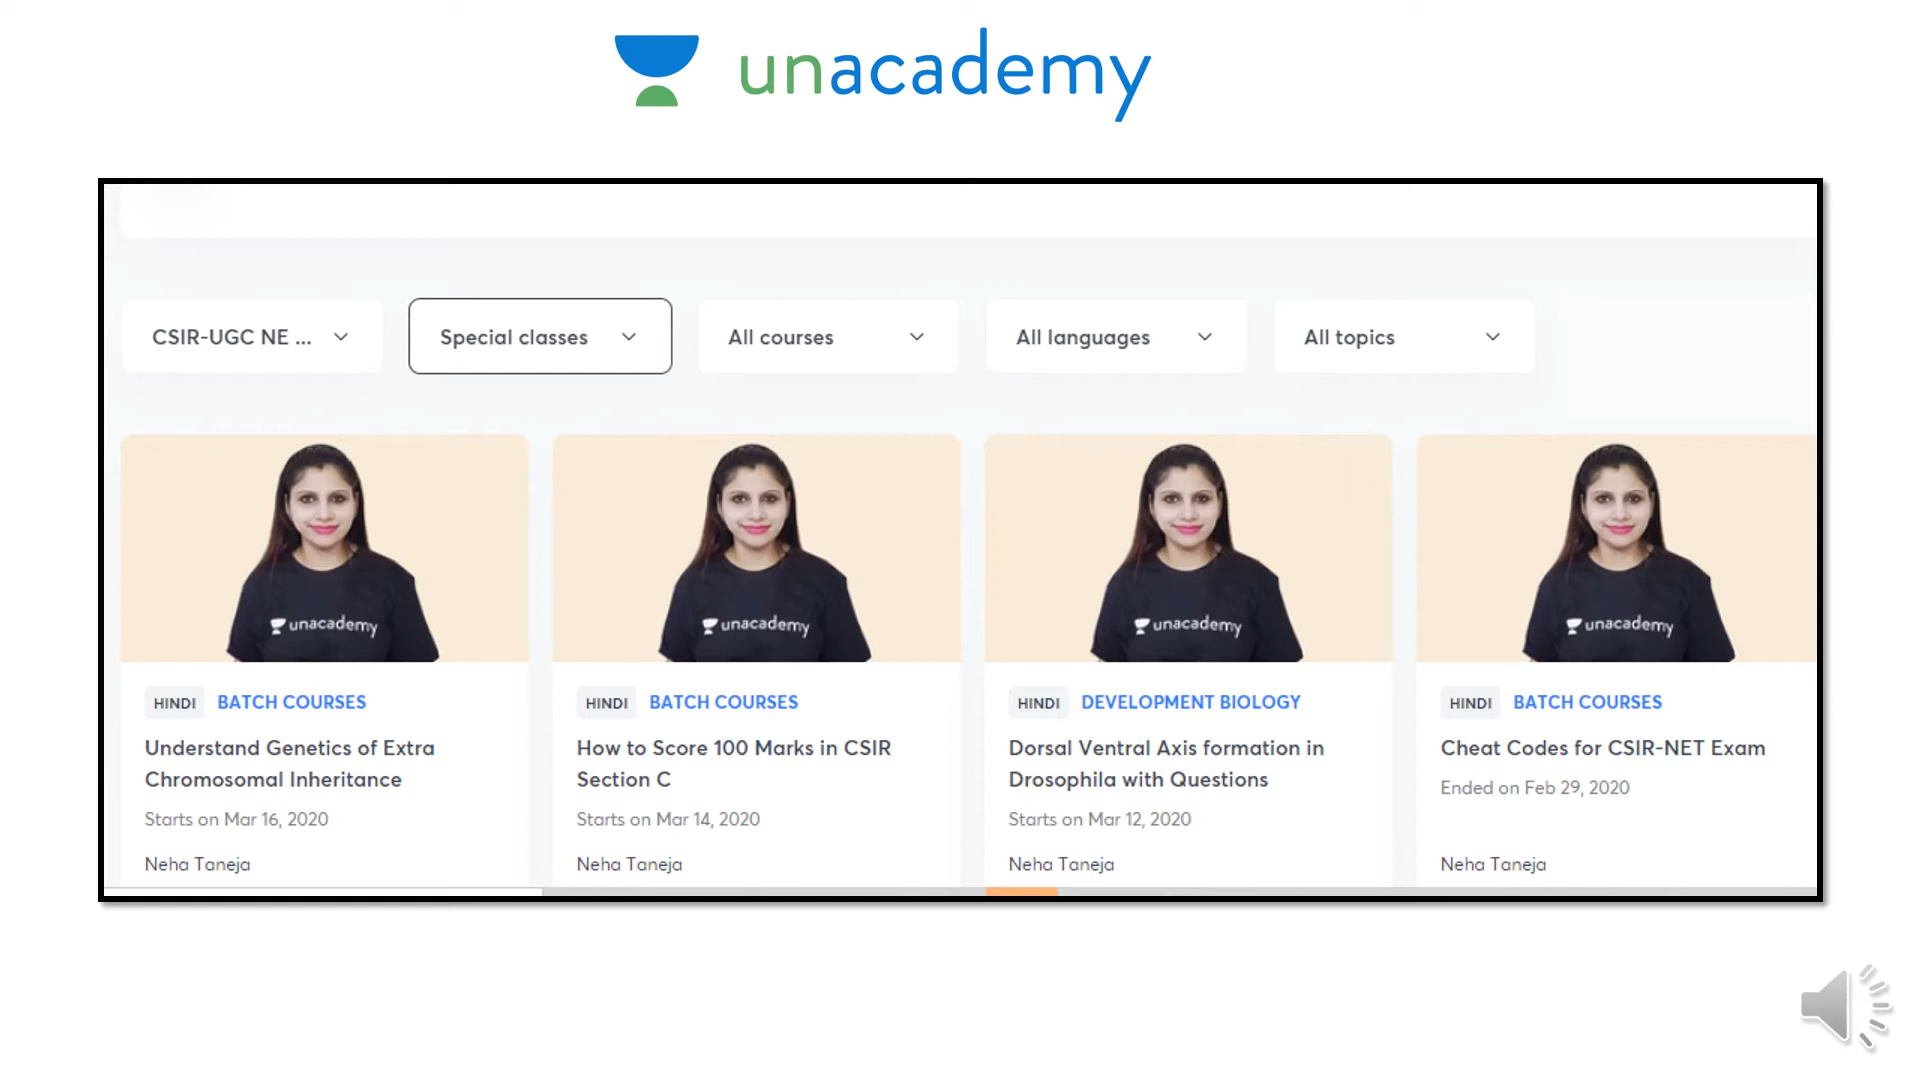 unacademy
CSIR-UGC NE ... Special classes All courses All languages All topics
unacademy unacademy unacademy unacademy
HINDI BATCH COURSES
Understand Genetics of Extra
Chromosomal Inheritance
Starts on Mar 16, 2020
Neha Taneja
HINDI BATCH COURSES
How to Score 100 Marks in CSIR
Section C
Starts on Mar 14, 2020
Neha Taneja
HINDI DEVELOPMENT BIOLOGY
Dorsal Ventral Axis formation in
Drosophila with Questions
Starts on Mar 12, 2020
Neha Taneja
HINDI BATCH COURSES
Cheat Codes for CSIR-NET Exam
Ended on Feb 29, 2020
Neha Taneja